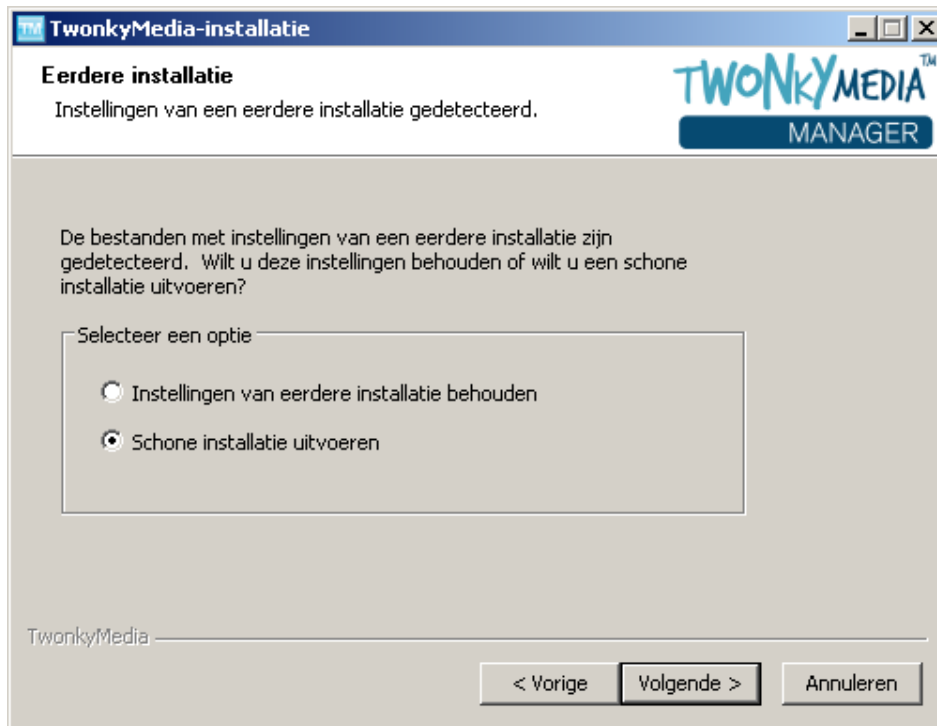 TM TwonkyMedia-installatie
Eerdere installatie
Instellingen van een eerdere installatie gedetecteerd.
TWONKYMEDIA™
MANAGER
De bestanden met instellingen van een eerdere installatie zijn
gedetecteerd. Wilt u deze instellingen behouden of wilt u een schone
installatie uitvoeren?
Selecteer een optie
Instellingen van eerdere installatie behouden
Schone installatie uitvoeren
TwonkyMedia
< Vorige
Volgende >
Annuleren